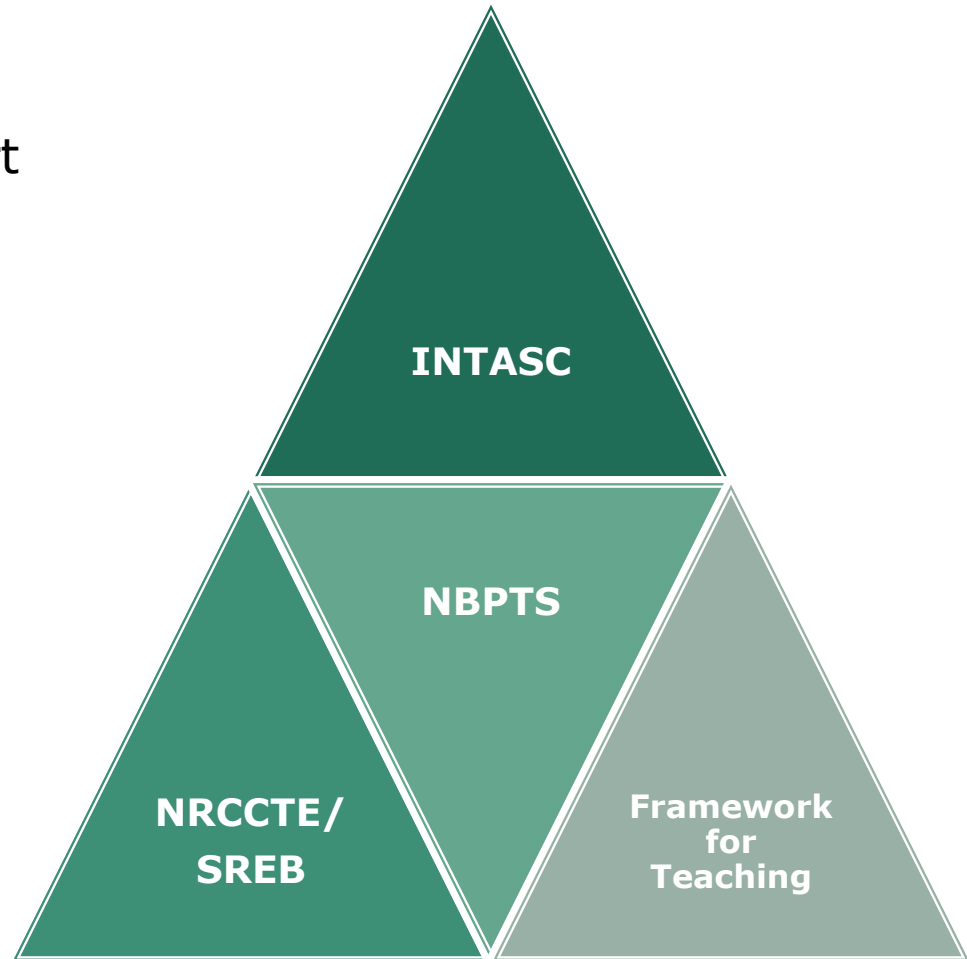 t
INTASC
NBPTS
NRCCTE/
SREB
Framework
for
Teaching